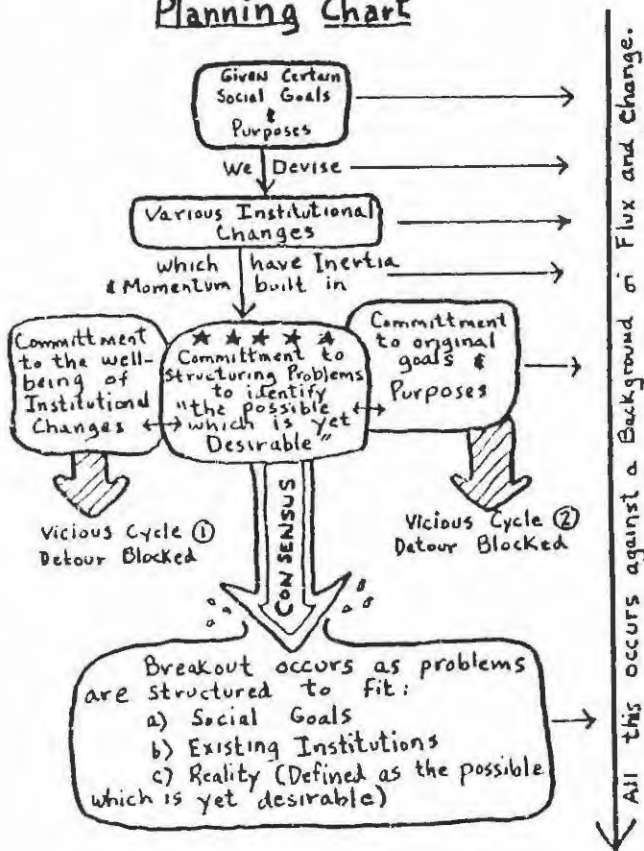 Planning Chart
Given Certain
Social Goals
&
Purposes
We Devise
Various Institutional
Changes
which have Inertia
& Momentum built in
Committment
to the well-
being of
Institutional
Changes
Committment to
Structuring Problems
to identify
"the possible
which is yet
Desirable"
Committment
to original
goals &
Purposes
Vicious Cycle ①
Detour Blocked
CONSENSUS
Vicious Cycle ②
Detour Blocked
Breakout occurs as problems
are structured to fit:
a) Social Goals
b) Existing Institutions
c) Reality (Defined as the possible
which is yet desirable)
All this occurs against a Background of Flux and Change.